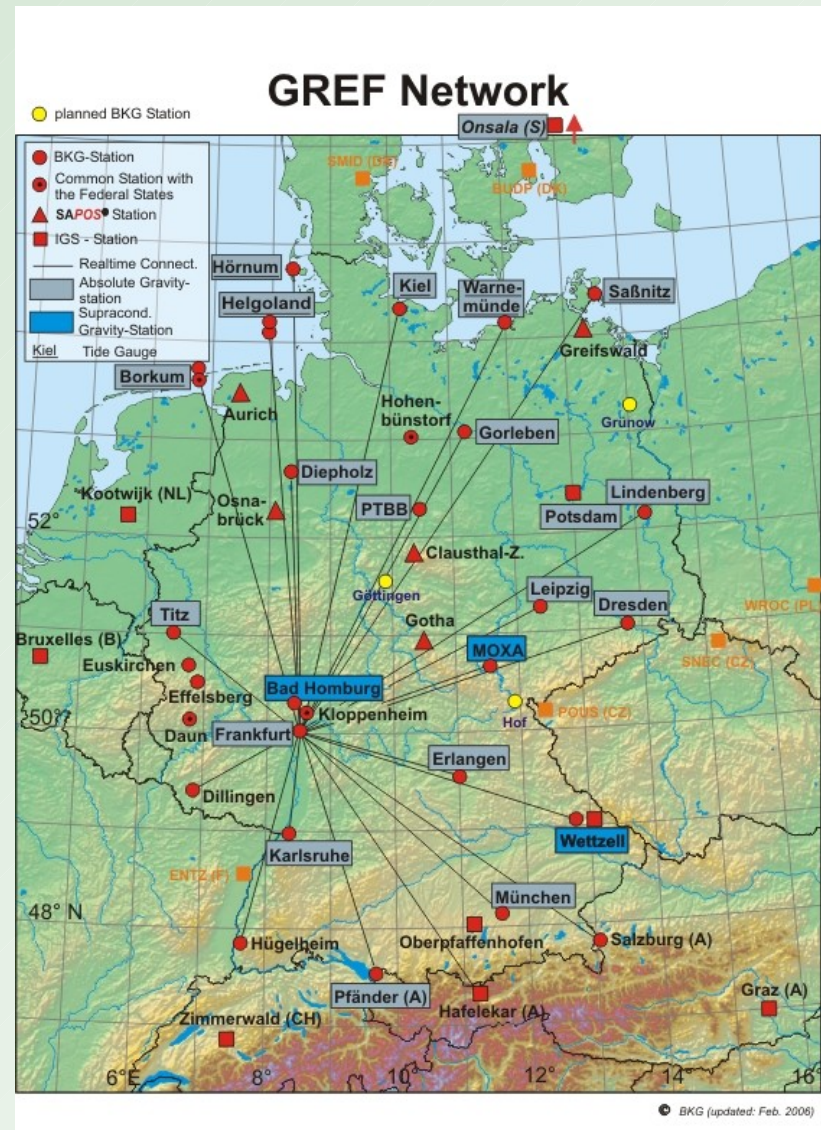 GREF Network
planned BKG Station
Onsala (S)
BKG-Station
Common Station with
the Federal States
SAPOS Station
IGS - Station
Realtime Connect.
Absolute Gravity-
station
Supracond.
Gravity-Station
Kiel Tide Gauge
SMID (DK)
BUDP (DK)
Hörnum
Helgoland
Kiel
Warne-
münde
Saßnitz
Greifswald
Borkum
Aurich
Hohen-
bünstorf
Grünow
Gorleben
Diepholz
Kootwijk (NL)
Osna-
brück
PTBB
Potsdam
Lindenberg
52°
Clausthal-Z.
Göttingen
Leipzig
Dresden
WROC (PL)
Titz
Gotha
Bruxelles (B)
Euskirchen
MOXA
SNEC (CZ)
Effelsberg
Bad Homburg
50°
Daun
Kloppenheim
Hof
POUS (CZ)
Frankfurt
Erlangen
Dillingen
Wettzell
Karlsruhe
ENTZ (F)
München
48° N
Hügelheim
Oberpfaffenhofen
Salzburg (A)
Pfänder (A)
Hafelekar (A)
Graz (A)
Zimmerwald (CH)
6°E 8° 10° 12° 14° 16°
© BKG (updated: Feb. 2006)